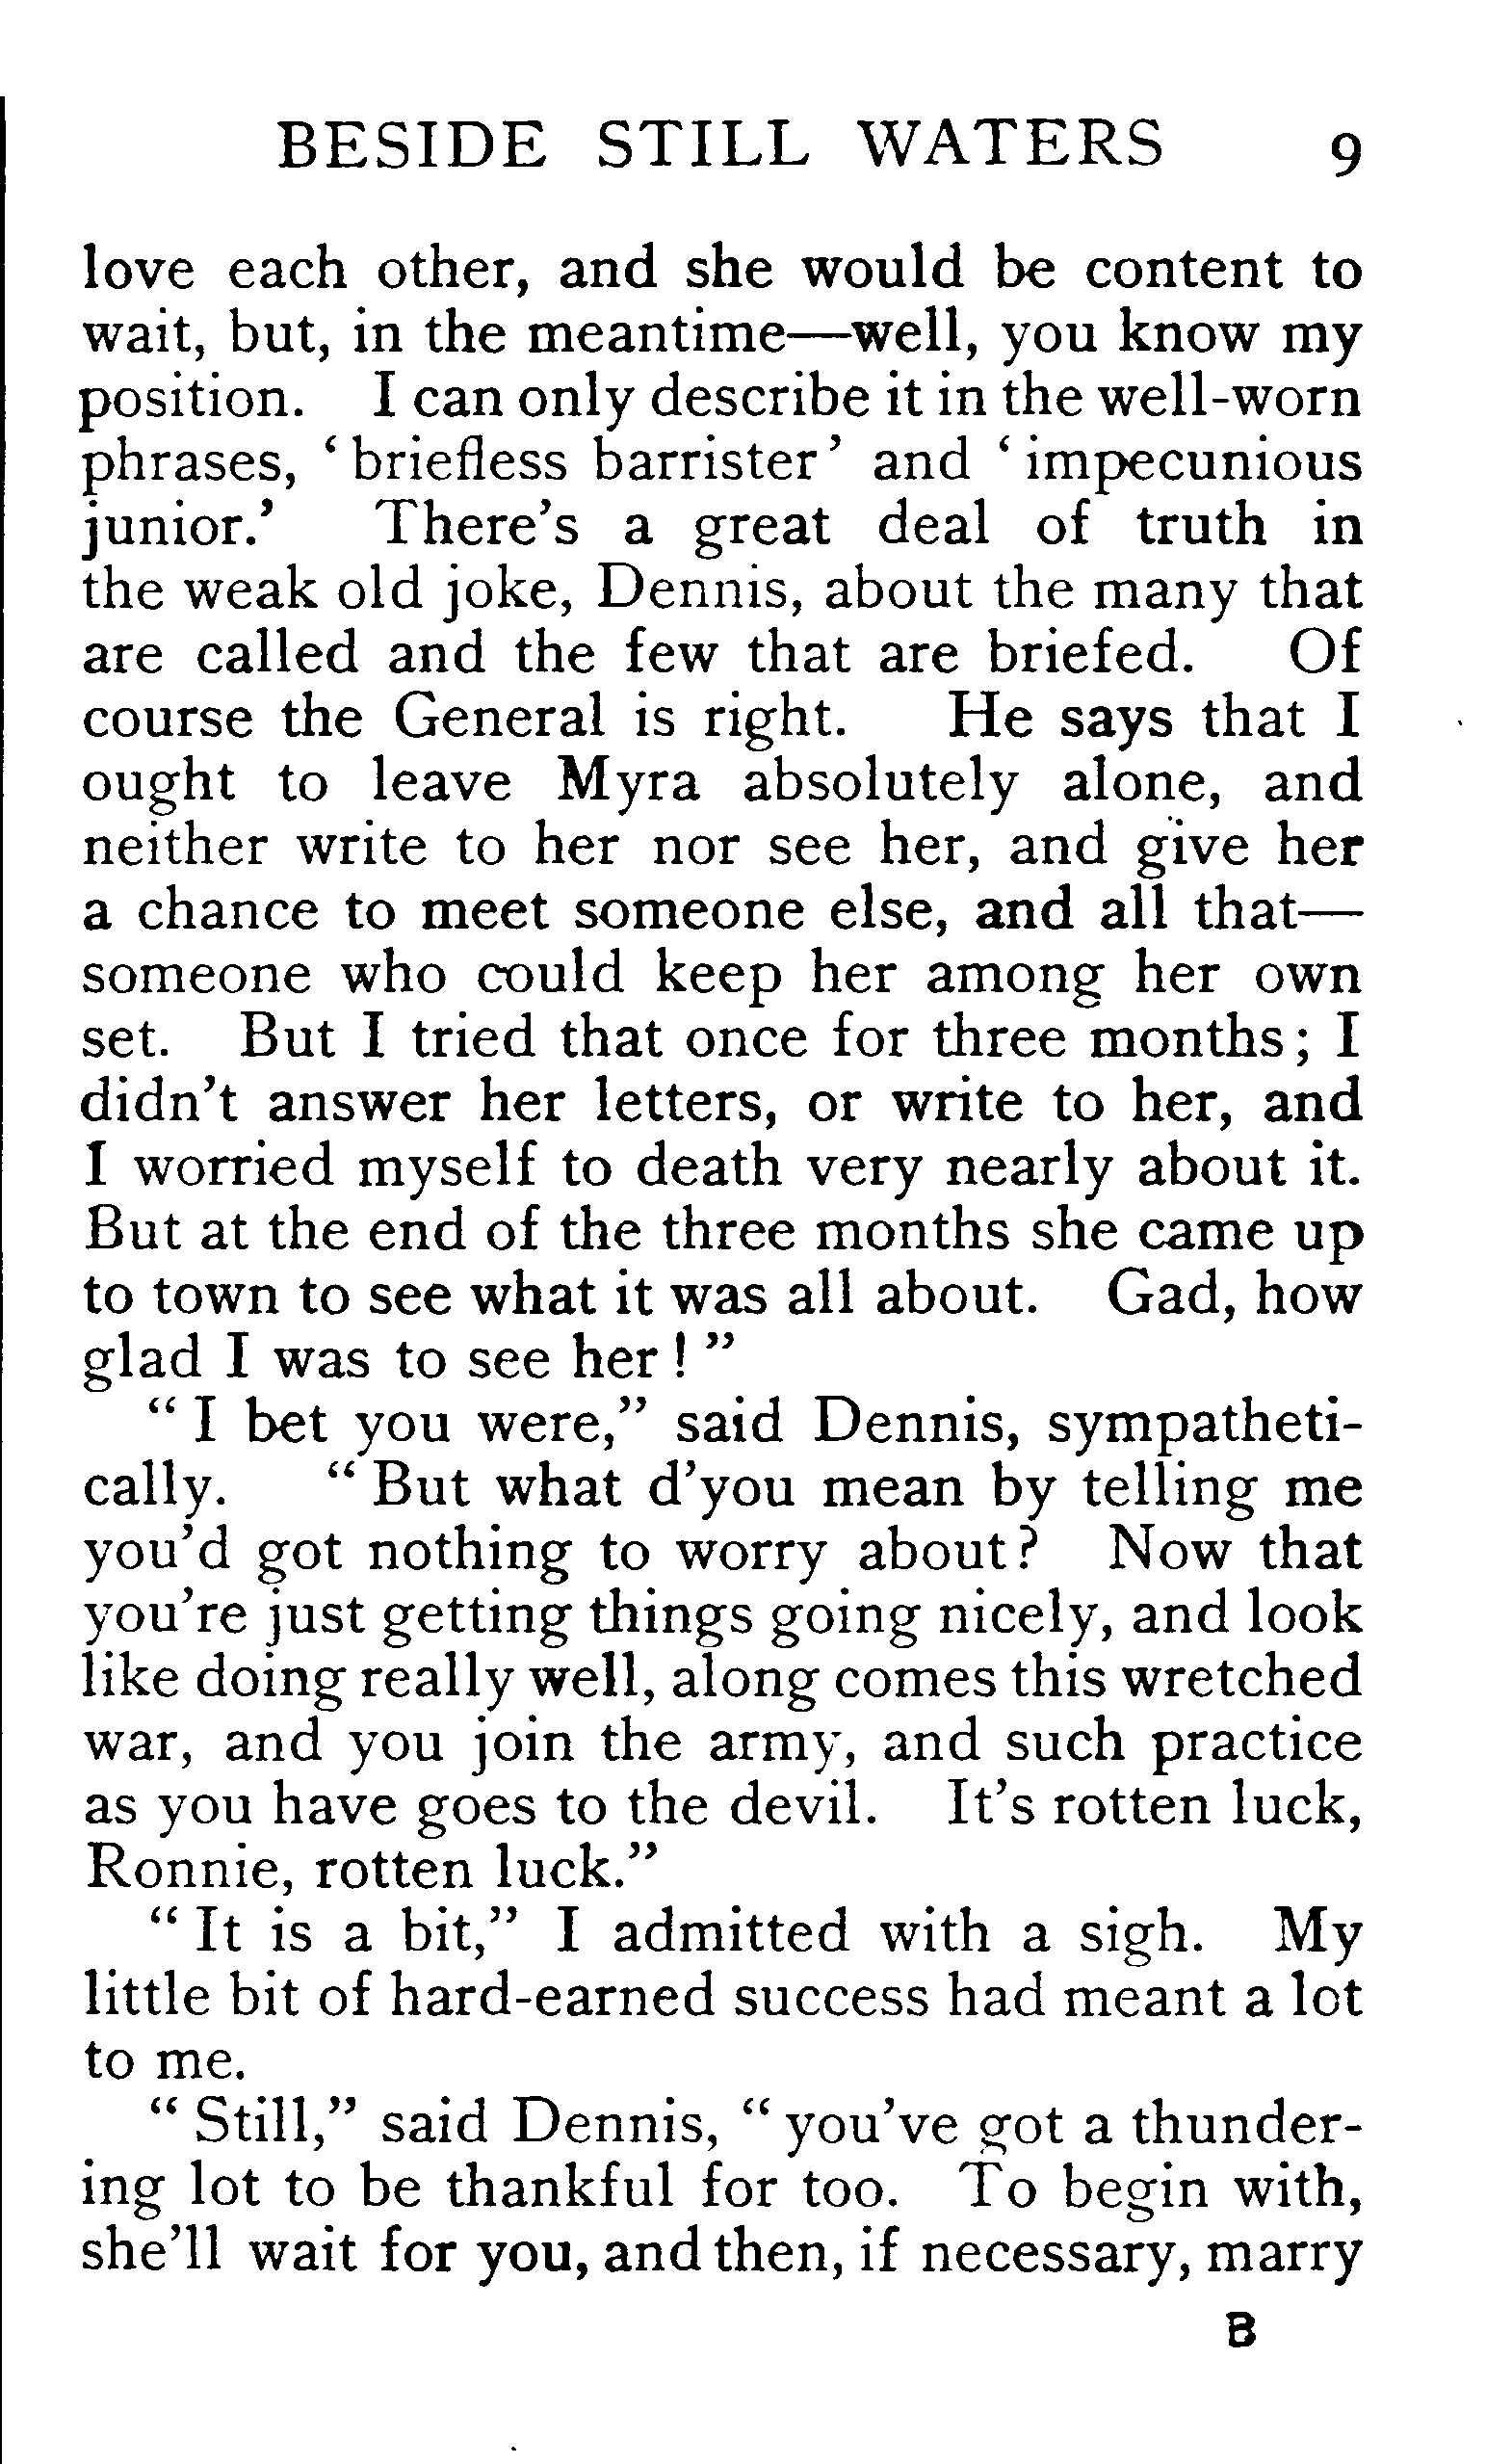 BESIDE STILL WATERS 9
love each other, and she would be content to
wait, but, in the meantime—well, you know my
position. I can only describe it in the well-worn
phrases, ‘briefless barrister’ and ‘impecunious
junior.’ There's a great deal of truth in
the weak old joke, Dennis, about the many that
are called and the few that are briefed. Of
course the General is right. He says that I
ought to leave Myra absolutely alone, and
neither write to her nor see her, and give her
a chance to meet someone else, and all that—
someone who could keep her among her own
set. But I tried that once for three months; I
didn't answer her letters, or write to her, and
I worried myself to death very nearly about it.
But at the end of the three months she came up
to town to see what it was all about. Gad, how
glad I was to see her!”
“I bet you were,” said Dennis, sympatheti-
cally. “But what d'you mean by telling me
you'd got nothing to worry about? Now that
you're just getting things going nicely, and look
like doing really well, along comes this wretched
war, and you join the army, and such practice
as you have goes to the devil. It's rotten luck,
Ronnie, rotten luck.”
“It is a bit,” I admitted with a sigh. My
little bit of hard-earned success had meant a lot
to me.
“Still,” said Dennis, “you've got a thunder-
ing lot to be thankful for too. To begin with,
she'll wait for you, and then, if necessary, marry
B